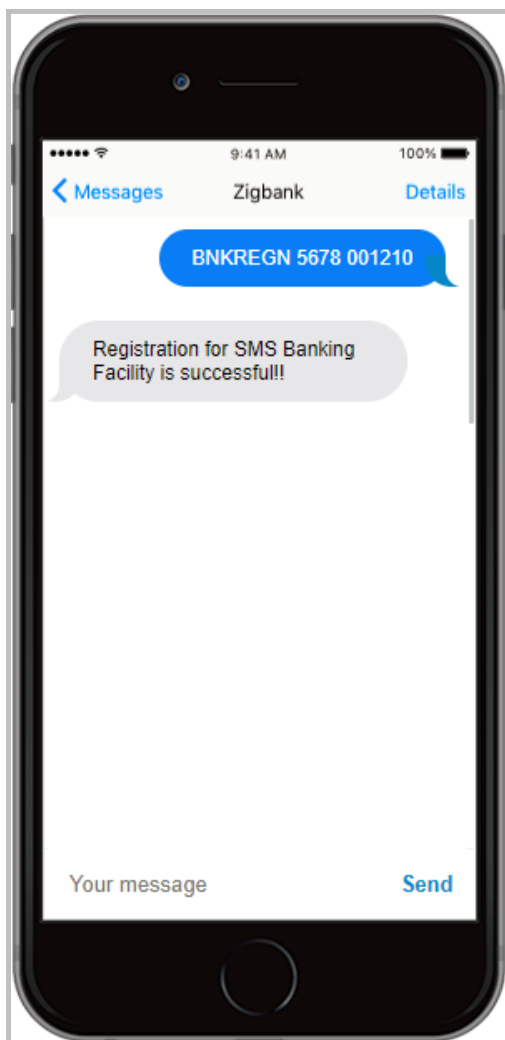 9:41 AM 100%
Messages Zigbank Details
BNKREGN 5678 001210
Registration for SMS Banking
Facility is successful!!
Your message Send